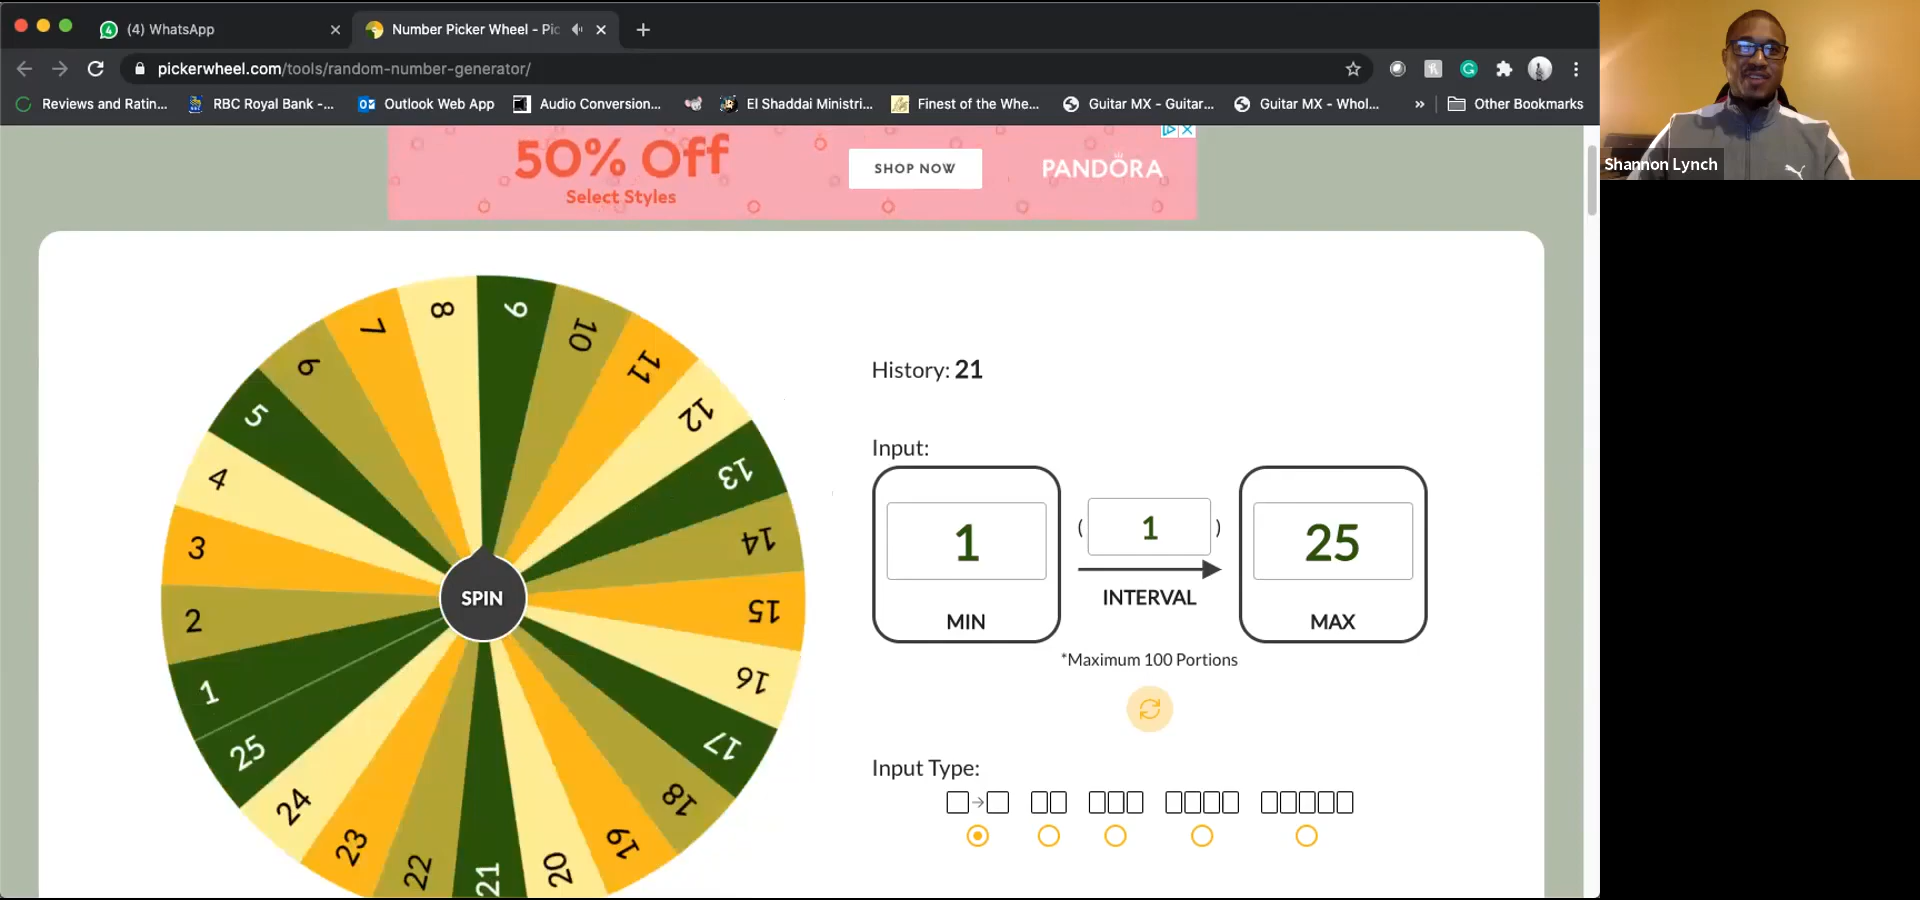 4
(4) WhatsApp
Number Picker Wheel - Pic
pickerwheel.com/tools/random-number-generator/
Reviews and Ratin...
RBC Royal Bank -...
Outlook Web App
Audio Conversion...
El Shaddai Ministri...
Finest of the Whe...
Guitar MX - Guitar...
Guitar MX - Whol...
»
Other Bookmarks
50% Off
Select Styles
SHOP NOW
PANDÖRA
Shannon Lynch
1
2
3
4
5
6
7
8
9
10
11
12
13
14
15
16
17
18
19
20
21
22
23
24
25
SPIN
History: 21
Input:
1
MIN
( 1 )
INTERVAL
25
MAX
*Maximum 100 Portions
Input Type: